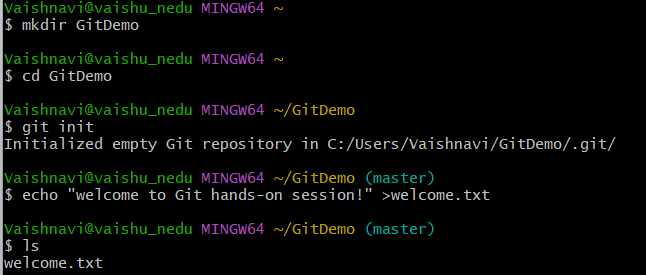 Vaishnavi@vaishu_nedu MINGW64 ~
$ mkdir GitDemo
Vaishnavi@vaishu_nedu MINGW64 ~
$ cd GitDemo
Vaishnavi@vaishu_nedu MINGW64 ~/GitDemo
$ git init
Initialized empty Git repository in C:/Users/Vaishnavi/GitDemo/.git/
Vaishnavi@vaishu_nedu MINGW64 ~/GitDemo (master)
$ echo "welcome to Git hands-on session!" >welcome.txt
Vaishnavi@vaishu_nedu MINGW64 ~/GitDemo (master)
$ ls
welcome.txt